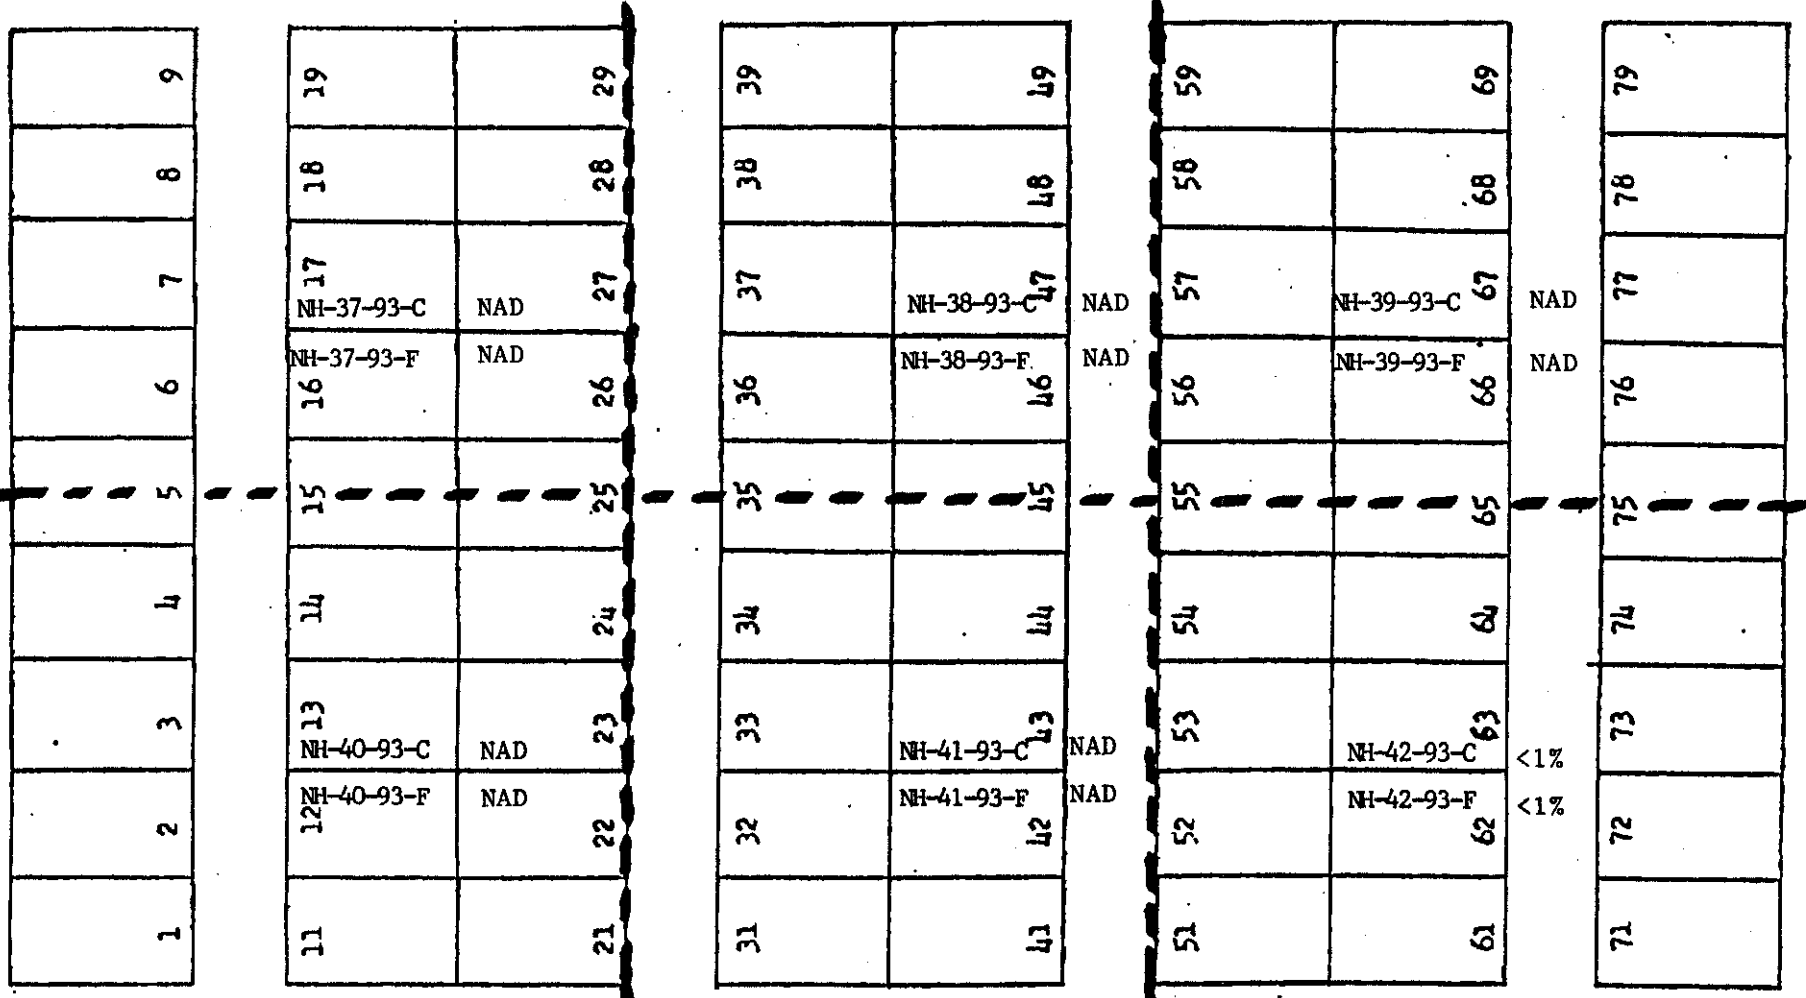 9 19 29 39 49 59 69 79
8 18 28 38 48 58 68 78
7 17 27 37 47 57 67 77
NH-37-93-C NAD NH-38-93-C NAD NH-39-93-C NAD
NH-37-93-F NAD NH-38-93-F NAD NH-39-93-F NAD
6 16 26 36 46 56 66 76
5 15 25 35 45 55 65 75
4 14 24 34 44 54 64 74
3 13 23 33 43 53 63 73
NH-40-93-C NAD NH-41-93-C NAD NH-42-93-C <1%
NH-40-93-F NAD NH-41-93-F NAD NH-42-93-F <1%
2 12 22 32 42 52 62 72
1 11 21 31 41 51 61 71